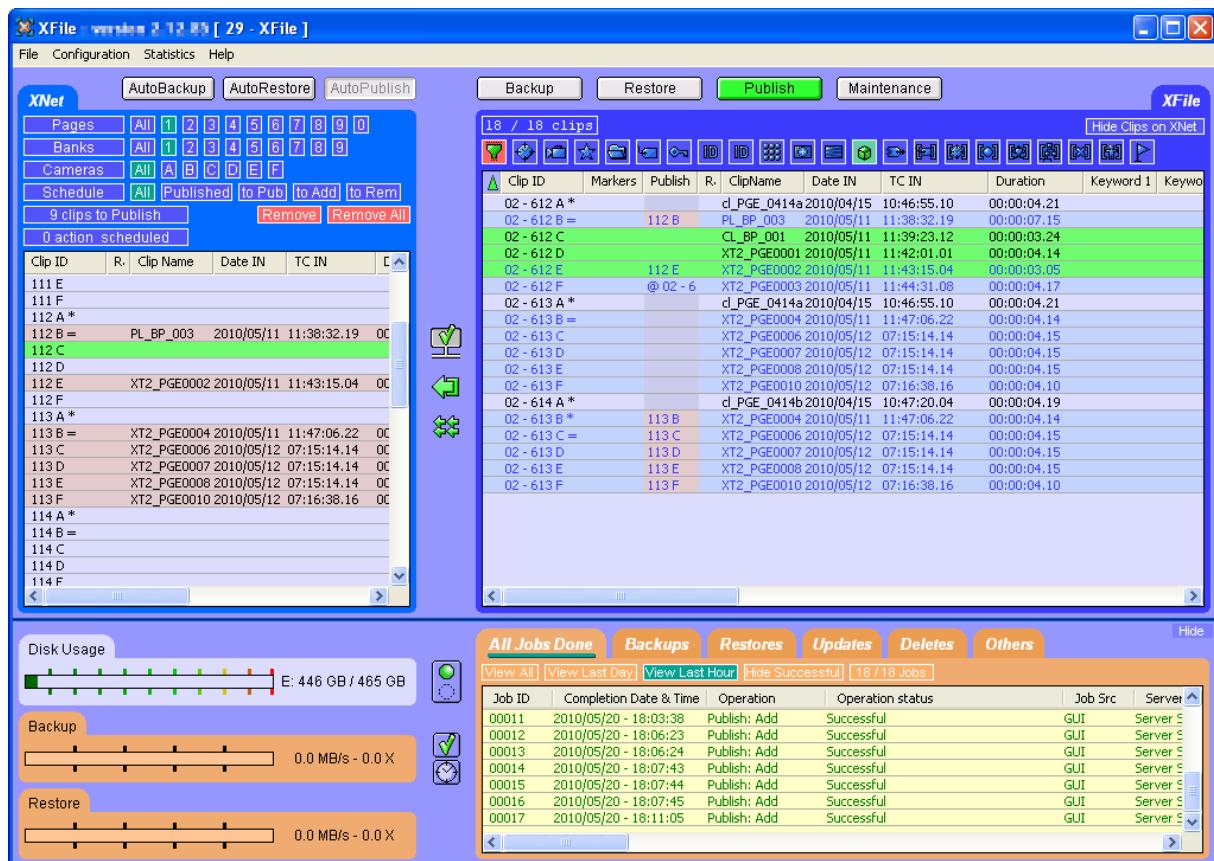 XFile - version 2.12.85 [ 29 - XFile ]
File Configuration Statistics Help
AutoBackup AutoRestore AutoPublish
Backup Restore Publish Maintenance
XNet
XFile
Pages All 1 2 3 4 5 6 7 8 9 0
Banks All 1 2 3 4 5 6 7 8 9
Cameras All A B C D E F
Schedule All Published to Pub to Add to Rem
9 clips to Publish Remove Remove All
0 action scheduled
Clip ID R. Clip Name Date IN TC IN
111 E
111 F
112 A *
112 B = PL_BP_003 2010/05/11 11:38:32.19 00
112 C
112 D
112 E XT2_PGE0002 2010/05/11 11:43:15.04 00
112 F
113 A *
113 B = XT2_PGE0004 2010/05/11 11:47:06.22 00
113 C XT2_PGE0006 2010/05/12 07:15:14.14 00
113 D XT2_PGE0007 2010/05/12 07:15:14.14 00
113 E XT2_PGE0008 2010/05/12 07:15:14.14 00
113 F XT2_PGE0010 2010/05/12 07:16:38.16 00
114 A *
114 B =
114 C
114 D
114 E
18 / 18 clips Hide Clips on XNet
ID ID
Clip ID Markers Publish R. ClipName Date IN TC IN Duration Keyword 1 Keywo
02 - 612 A * cl_PGE_0414a 2010/04/15 10:46:55.10 00:00:04.21
02 - 612 B = 112 B PL_BP_003 2010/05/11 11:38:32.19 00:00:07.15
02 - 612 C CL_BP_001 2010/05/11 11:39:23.12 00:00:03.24
02 - 612 D XT2_PGE0001 2010/05/11 11:42:01.01 00:00:04.14
02 - 612 E 112 E XT2_PGE0002 2010/05/11 11:43:15.04 00:00:03.05
02 - 612 F @ 02 - 6 XT2_PGE0003 2010/05/11 11:44:31.08 00:00:04.17
02 - 613 A * cl_PGE_0414a 2010/04/15 10:46:55.10 00:00:04.21
02 - 613 B = XT2_PGE0004 2010/05/11 11:47:06.22 00:00:04.14
02 - 613 C XT2_PGE0006 2010/05/12 07:15:14.14 00:00:04.15
02 - 613 D XT2_PGE0007 2010/05/12 07:15:14.14 00:00:04.15
02 - 613 E XT2_PGE0008 2010/05/12 07:15:14.14 00:00:04.15
02 - 613 F XT2_PGE0010 2010/05/12 07:16:38.16 00:00:04.10
02 - 614 A * cl_PGE_0414b 2010/04/15 10:47:20.04 00:00:04.19
02 - 613 B * 113 B XT2_PGE0004 2010/05/11 11:47:06.22 00:00:04.14
02 - 613 C = 113 C XT2_PGE0006 2010/05/12 07:15:14.14 00:00:04.15
02 - 613 D 113 D XT2_PGE0007 2010/05/12 07:15:14.14 00:00:04.15
02 - 613 E 113 E XT2_PGE0008 2010/05/12 07:15:14.14 00:00:04.15
02 - 613 F 113 F XT2_PGE0010 2010/05/12 07:16:38.16 00:00:04.10
Disk Usage
E: 446 GB / 465 GB
Backup
0.0 MB/s - 0.0 X
Restore
0.0 MB/s - 0.0 X
Hide
All Jobs Done Backups Restores Updates Deletes Others
View All View Last Day View Last Hour Hide Successful 18 / 18 Jobs
Job ID Completion Date & Time Operation Operation status Job Src Server
00011 2010/05/20 - 18:03:38 Publish: Add Successful GUI Server S
00012 2010/05/20 - 18:06:23 Publish: Add Successful GUI Server S
00013 2010/05/20 - 18:06:24 Publish: Add Successful GUI Server S
00014 2010/05/20 - 18:07:43 Publish: Add Successful GUI Server S
00015 2010/05/20 - 18:07:44 Publish: Add Successful GUI Server S
00016 2010/05/20 - 18:07:45 Publish: Add Successful GUI Server S
00017 2010/05/20 - 18:11:05 Publish: Add Successful GUI Server S